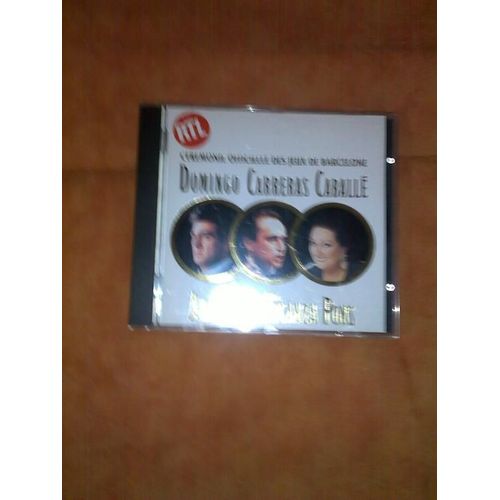 RTL
CÉRÉMONIE OFFICIELLE DES JEUX DE BARCELONE
DOMINGO CARRERAS CABALLÉ